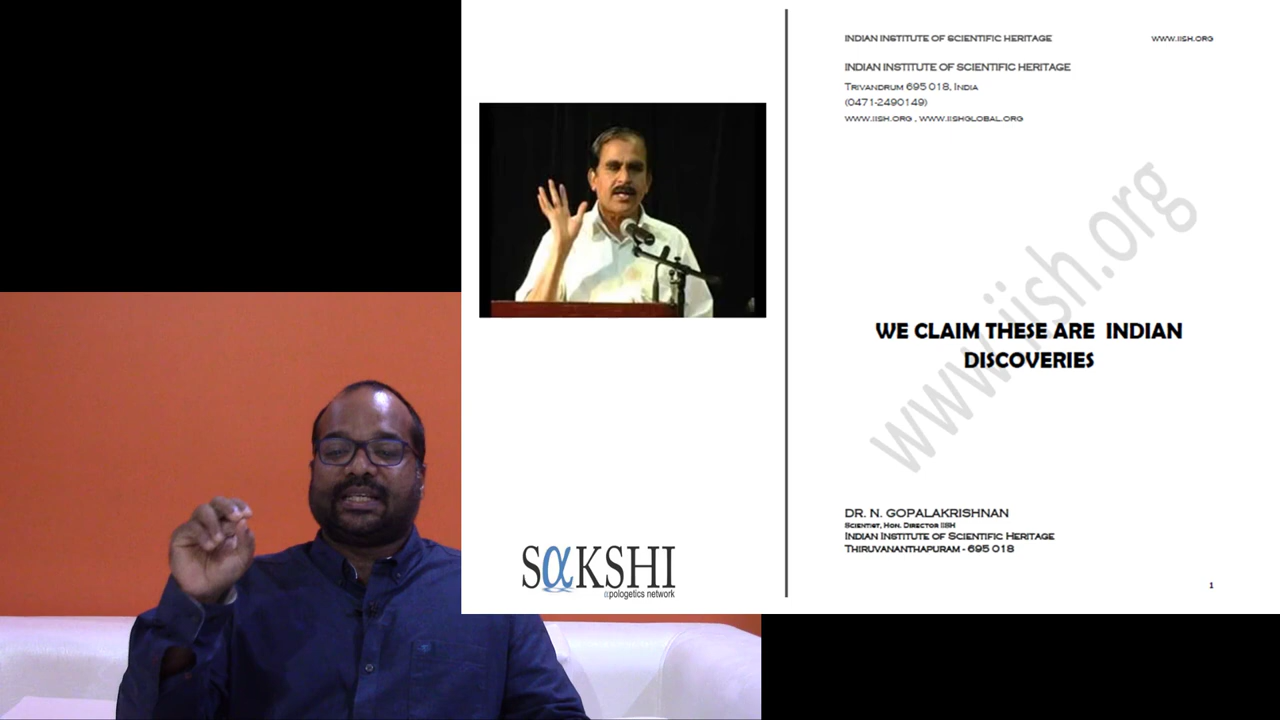 SαKSHI
αpologetics network
INDIAN INSTITUTE OF SCIENTIFIC HERITAGE WWW.IISH.ORG
INDIAN INSTITUTE OF SCIENTIFIC HERITAGE
TRIVANDRUM 695 018, INDIA
(0471-2490149)
WWW.IISH.ORG , WWW.IISHGLOBAL.ORG
www.iish.org
WE CLAIM THESE ARE INDIAN
DISCOVERIES
DR. N. GOPALAKRISHNAN
SCIENTIST, HON. DIRECTOR IISH
INDIAN INSTITUTE OF SCIENTIFIC HERITAGE
THIRUVANANTHAPURAM - 695 018
1